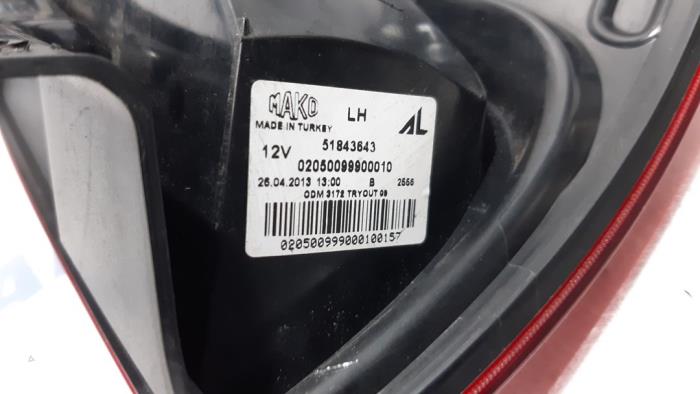 MAKO
LH
AL
MADE IN TURKEY
12V
51843643
02050099900010
26.04.2013 13:00 B 2556
ODM 3172 TRYOUT 09
020500999000100157